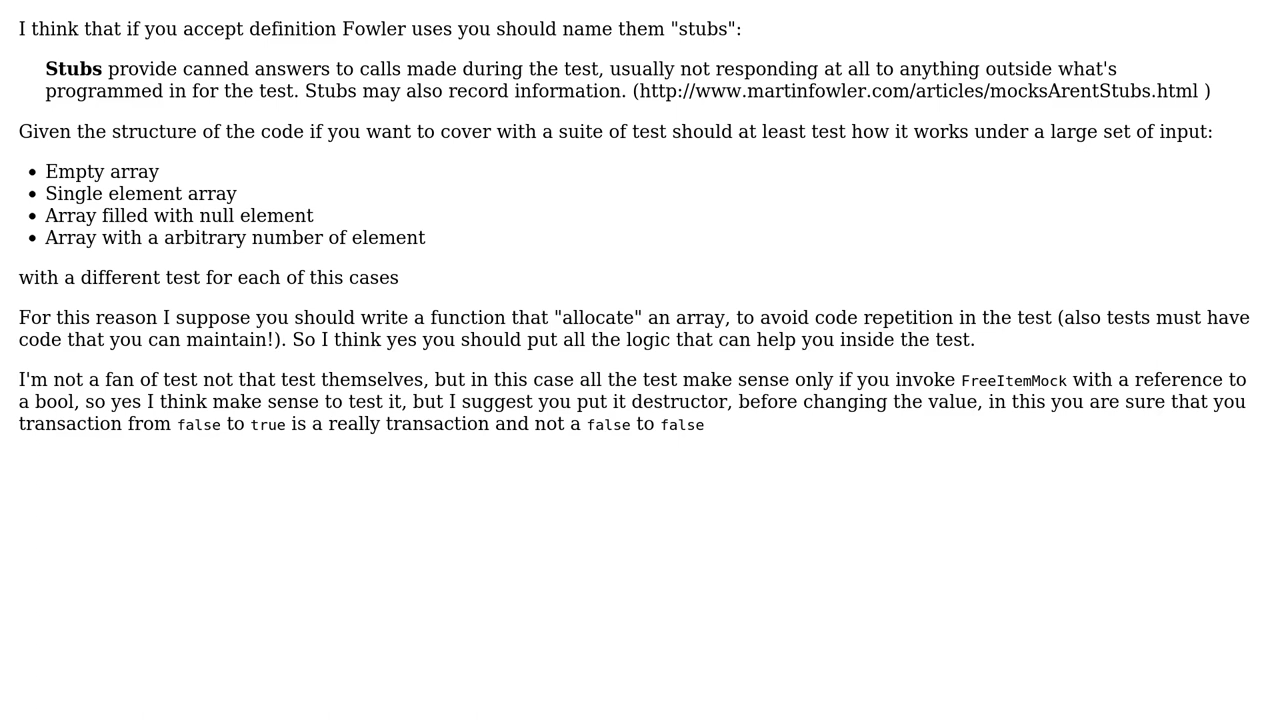 I think that if you accept definition Fowler uses you should name them "stubs":
Stubs provide canned answers to calls made during the test, usually not responding at all to anything outside what's
programmed in for the test. Stubs may also record information. (http://www.martinfowler.com/articles/mocksArentStubs.html )
Given the structure of the code if you want to cover with a suite of test should at least test how it works under a large set of input:
• Empty array
• Single element array
• Array filled with null element
• Array with a arbitrary number of element
with a different test for each of this cases
For this reason I suppose you should write a function that "allocate" an array, to avoid code repetition in the test (also tests must have
code that you can maintain!). So I think yes you should put all the logic that can help you inside the test.
I'm not a fan of test not that test themselves, but in this case all the test make sense only if you invoke FreeItemMock with a reference to
a bool, so yes I think make sense to test it, but I suggest you put it destructor, before changing the value, in this you are sure that you
transaction from false to true is a really transaction and not a false to false